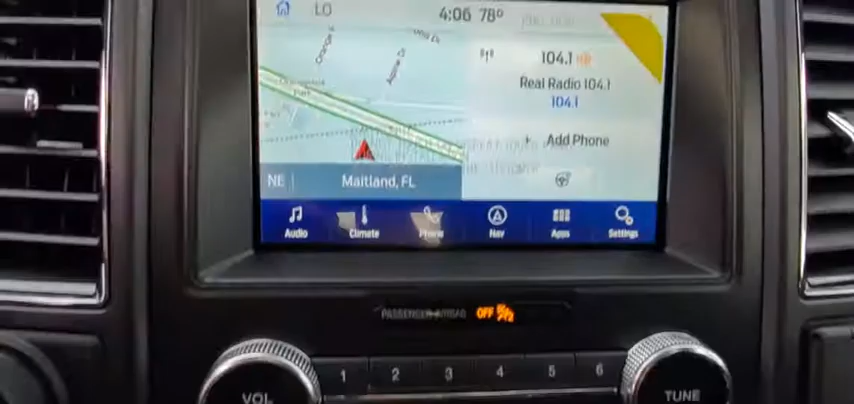 LO 4:06 78°
104.1
Real Radio 104.1
104.1
+ Add Phone
NE Maitland, FL
Audio Climate Phone Nav Apps Settings
PASSENGER AIRBAG OFF
1 2 3 4 5 6
VOL TUNE